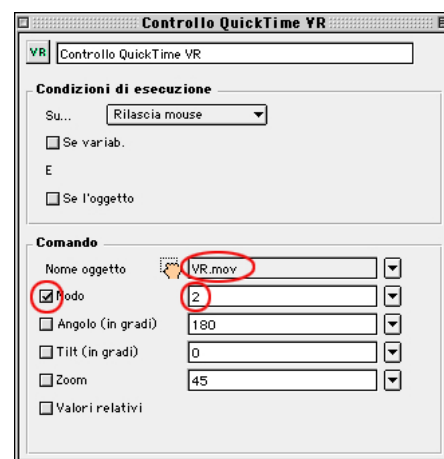 Controllo QuickTime VR
VR Controllo QuickTime VR
Condizioni di esecuzione
Su... Rilascia mouse
Se variab.
E
Se l'oggetto
Comando
Nome oggetto VR.mov
Nodo 2
Angolo (in gradi) 180
Tilt (in gradi) 0
Zoom 45
Valori relativi